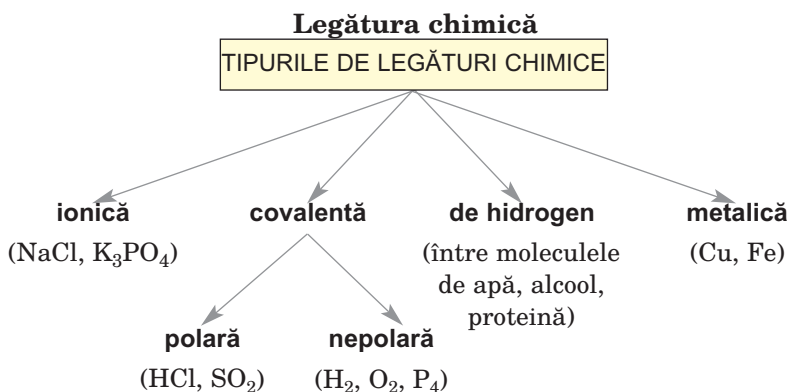 Legătura chimică
TIPURILE DE LEGĂTURI CHIMICE
ionică
(NaCl, K₃PO₄)
covalentă
de hidrogen
(între moleculele
de apă, alcool,
proteină)
metalică
(Cu, Fe)
polară
(HCl, SO₂)
nepolară
(H₂, O₂, P₄)